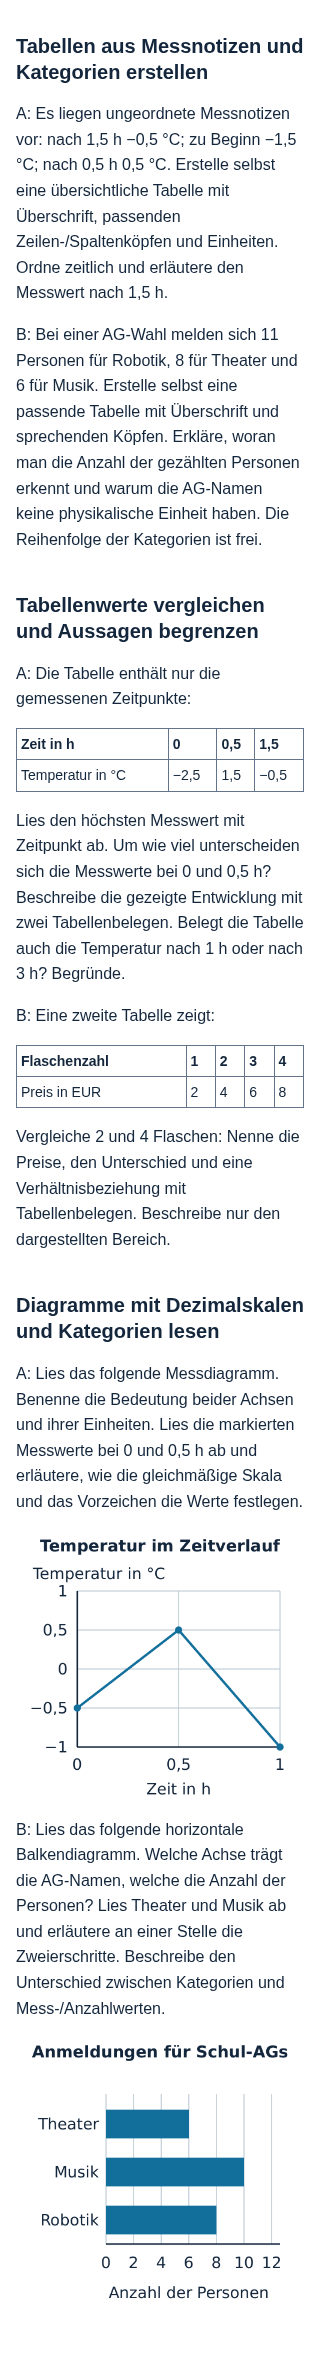 Tabellen aus Messnotizen und
Kategorien erstellen
A: Es liegen ungeordnete Messnotizen
vor: nach 1,5 h −0,5 °C; zu Beginn −1,5
°C; nach 0,5 h 0,5 °C. Erstelle selbst
eine übersichtliche Tabelle mit
Überschrift, passenden
Zeilen-/Spaltenköpfen und Einheiten.
Ordne zeitlich und erläutere den
Messwert nach 1,5 h.
B: Bei einer AG-Wahl melden sich 11
Personen für Robotik, 8 für Theater und
6 für Musik. Erstelle selbst eine
passende Tabelle mit Überschrift und
sprechenden Köpfen. Erkläre, woran
man die Anzahl der gezählten Personen
erkennt und warum die AG-Namen
keine physikalische Einheit haben. Die
Reihenfolge der Kategorien ist frei.
Tabellenwerte vergleichen
und Aussagen begrenzen
A: Die Tabelle enthält nur die
gemessenen Zeitpunkte:
Zeit in h 0 0,5 1,5
Temperatur in °C −2,5 1,5 −0,5
Lies den höchsten Messwert mit
Zeitpunkt ab. Um wie viel unterscheiden
sich die Messwerte bei 0 und 0,5 h?
Beschreibe die gezeigte Entwicklung mit
zwei Tabellenbelegen. Belegt die Tabelle
auch die Temperatur nach 1 h oder nach
3 h? Begründe.
B: Eine zweite Tabelle zeigt:
Flaschenzahl 1 2 3 4
Preis in EUR 2 4 6 8
Vergleiche 2 und 4 Flaschen: Nenne die
Preise, den Unterschied und eine
Verhältnisbeziehung mit
Tabellenbelegen. Beschreibe nur den
dargestellten Bereich.
Diagramme mit Dezimalskalen
und Kategorien lesen
A: Lies das folgende Messdiagramm.
Benenne die Bedeutung beider Achsen
und ihrer Einheiten. Lies die markierten
Messwerte bei 0 und 0,5 h ab und
erläutere, wie die gleichmäßige Skala
und das Vorzeichen die Werte festlegen.
Temperatur im Zeitverlauf
Temperatur in °C
1
0,5
0
−0,5
−1
0 0,5 1
Zeit in h
B: Lies das folgende horizontale
Balkendiagramm. Welche Achse trägt
die AG-Namen, welche die Anzahl der
Personen? Lies Theater und Musik ab
und erläutere an einer Stelle die
Zweierschritte. Beschreibe den
Unterschied zwischen Kategorien und
Mess-/Anzahlwerten.
Anmeldungen für Schul-AGs
Theater
Musik
Robotik
0 2 4 6 8 10 12
Anzahl der Personen